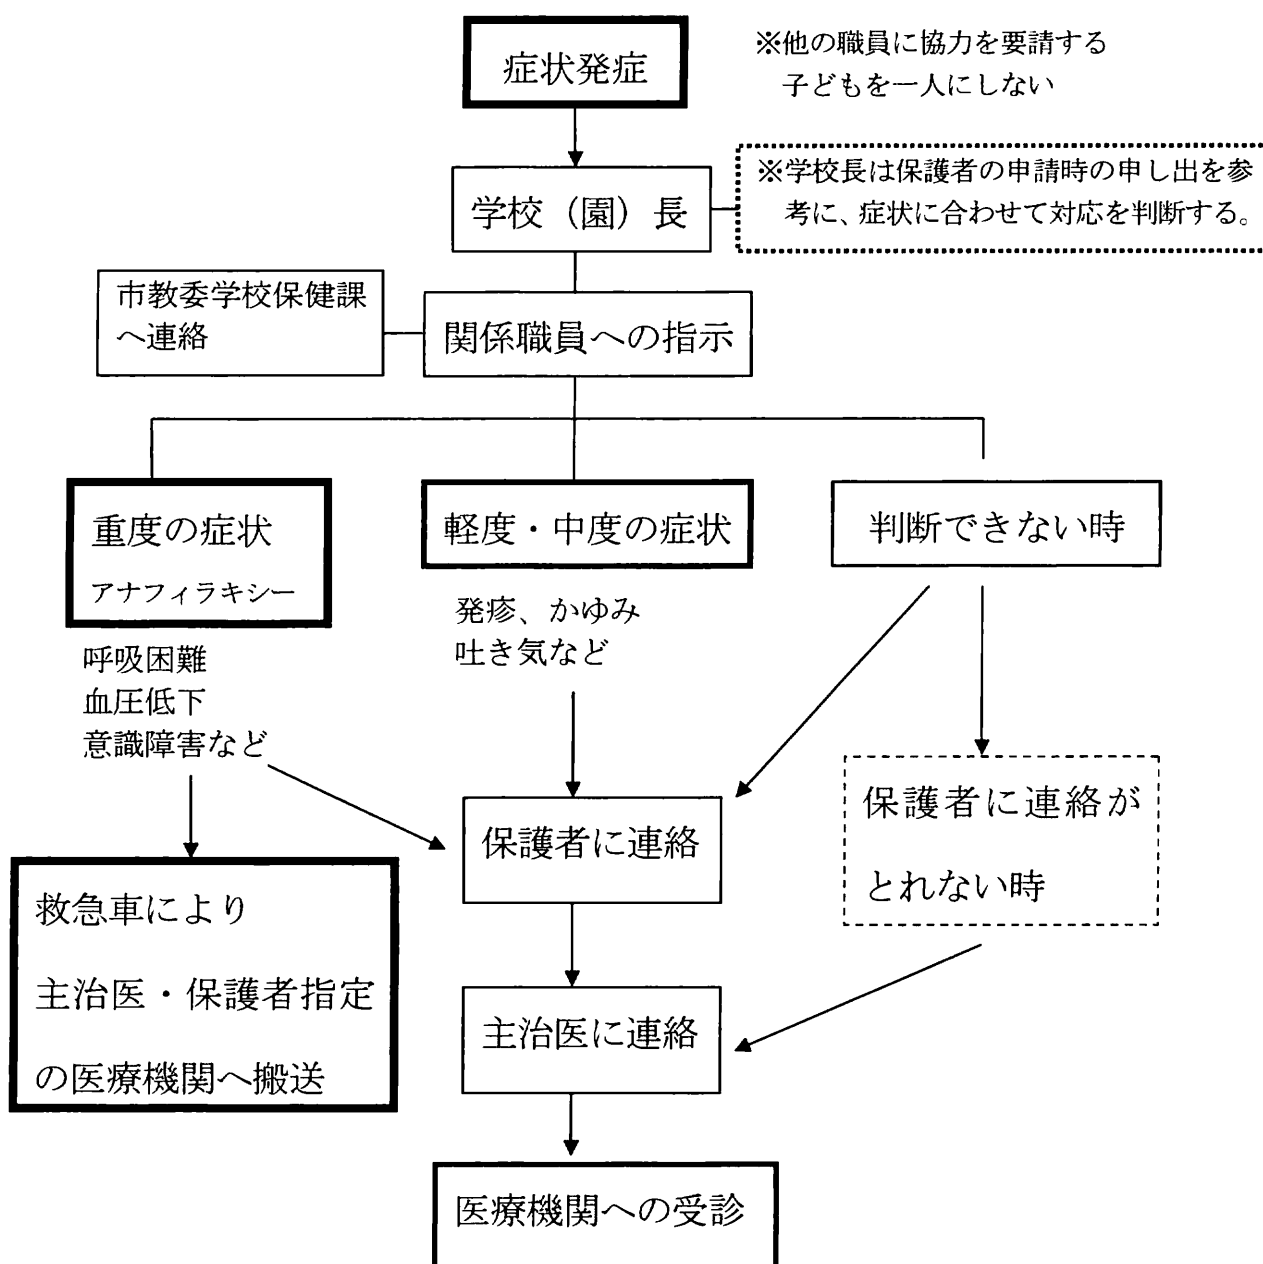 症状発症
※他の職員に協力を要請する
子どもを一人にしない
学校（園）長
※学校長は保護者の申請時の申し出を参
考に、症状に合わせて対応を判断する。
市教委学校保健課
へ連絡
関係職員への指示
重度の症状
アナフィラキシー
軽度・中度の症状
判断できない時
呼吸困難
血圧低下
意識障害など
発疹、かゆみ
吐き気など
保護者に連絡
保護者に連絡が
とれない時
救急車により
主治医・保護者指定
の医療機関へ搬送
主治医に連絡
医療機関への受診